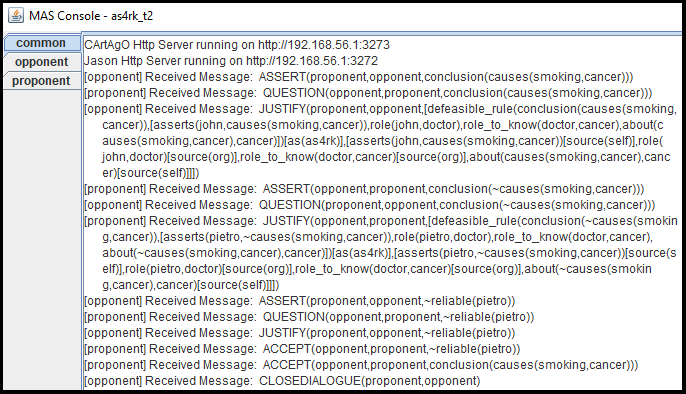 MAS Console - as4rk_t2
common
opponent
proponent
CArtAgO Http Server running on http://192.168.56.1:3273
Jason Http Server running on http://192.168.56.1:3272
[opponent] Received Message: ASSERT(proponent,opponent,conclusion(causes(smoking,cancer)))
[proponent] Received Message: QUESTION(opponent,proponent,conclusion(causes(smoking,cancer)))
[opponent] Received Message: JUSTIFY(proponent,opponent,[defeasible_rule(conclusion(causes(smoking,
cancer)),[asserts(john,causes(smoking,cancer)),role(john,doctor),role_to_know(doctor,cancer),about(c
auses(smoking,cancer),cancer)])[as(as4rk)],[asserts(john,causes(smoking,cancer))[source(self)],role(
john,doctor)[source(org)],role_to_know(doctor,cancer)[source(org)],about(causes(smoking,cancer),canc
er)[source(self)]]])
[proponent] Received Message: ASSERT(opponent,proponent,conclusion(~causes(smoking,cancer)))
[opponent] Received Message: QUESTION(proponent,opponent,conclusion(~causes(smoking,cancer)))
[proponent] Received Message: JUSTIFY(opponent,proponent,[defeasible_rule(conclusion(~causes(smokin
g,cancer)),[asserts(pietro,~causes(smoking,cancer)),role(pietro,doctor),role_to_know(doctor,cancer),
about(~causes(smoking,cancer),cancer)])[as(as4rk)],[asserts(pietro,~causes(smoking,cancer))[source(s
elf)],role(pietro,doctor)[source(org)],role_to_know(doctor,cancer)[source(org)],about(~causes(smokin
g,cancer),cancer)[source(self)]]])
[opponent] Received Message: ASSERT(proponent,opponent,~reliable(pietro))
[proponent] Received Message: QUESTION(opponent,proponent,~reliable(pietro))
[opponent] Received Message: JUSTIFY(proponent,opponent,~reliable(pietro))
[proponent] Received Message: ACCEPT(opponent,proponent,~reliable(pietro))
[proponent] Received Message: ACCEPT(opponent,proponent,conclusion(causes(smoking,cancer)))
[opponent] Received Message: CLOSEDIALOGUE(proponent,opponent)